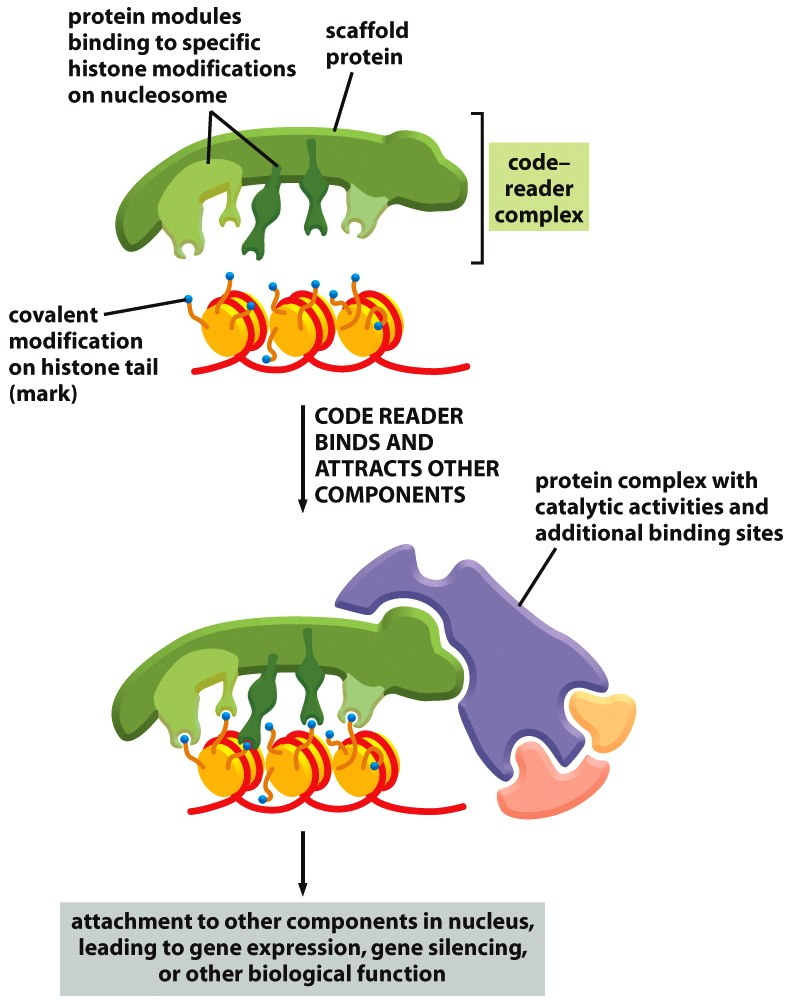 protein modules
binding to specific
histone modifications
on nucleosome
scaffold
protein
code–
reader
complex
covalent
modification
on histone tail
(mark)
CODE READER
BINDS AND
ATTRACTS OTHER
COMPONENTS
protein complex with
catalytic activities and
additional binding sites
attachment to other components in nucleus,
leading to gene expression, gene silencing,
or other biological function